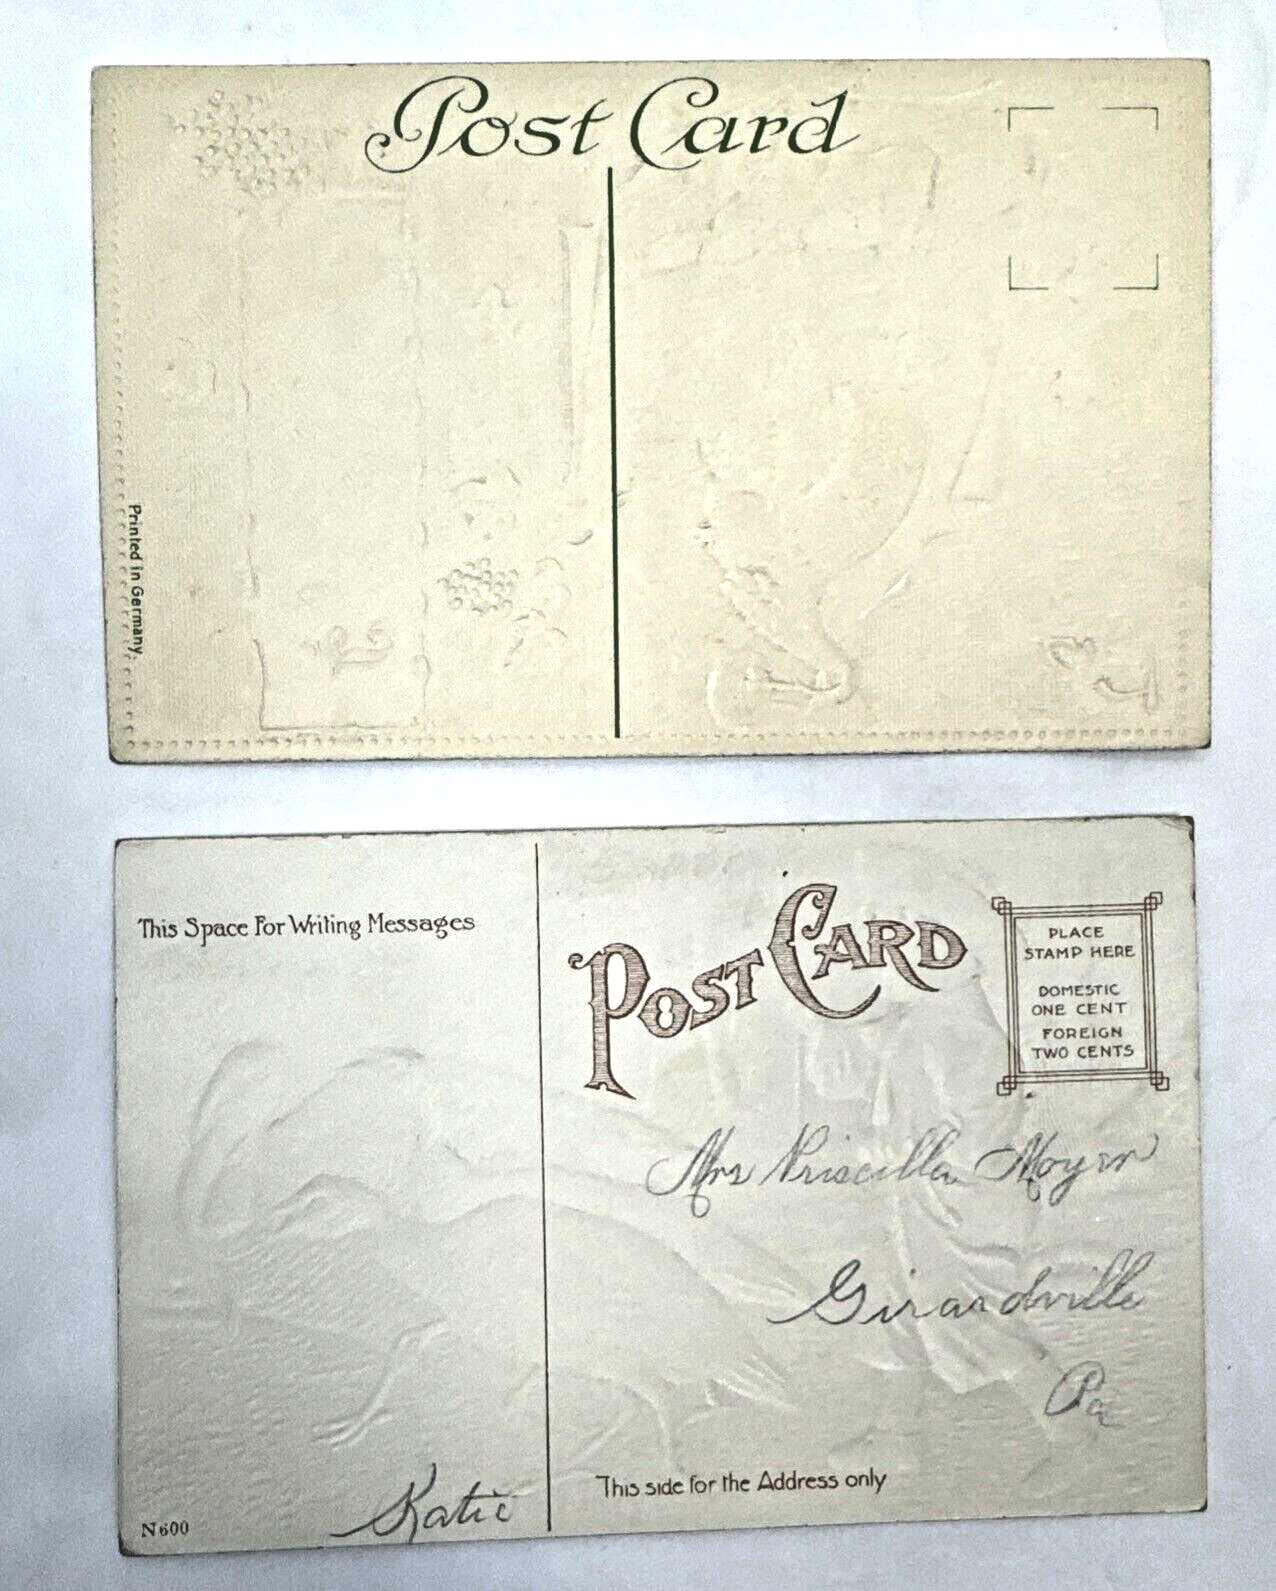 Post Card
Printed in Germany.
This Space For Writing Messages
POST CARD
PLACE
STAMP HERE
DOMESTIC
ONE CENT
FOREIGN
TWO CENTS
Mrs Priscilla Moyer
Girardville
Pa
This side for the Address only
Katie
N600